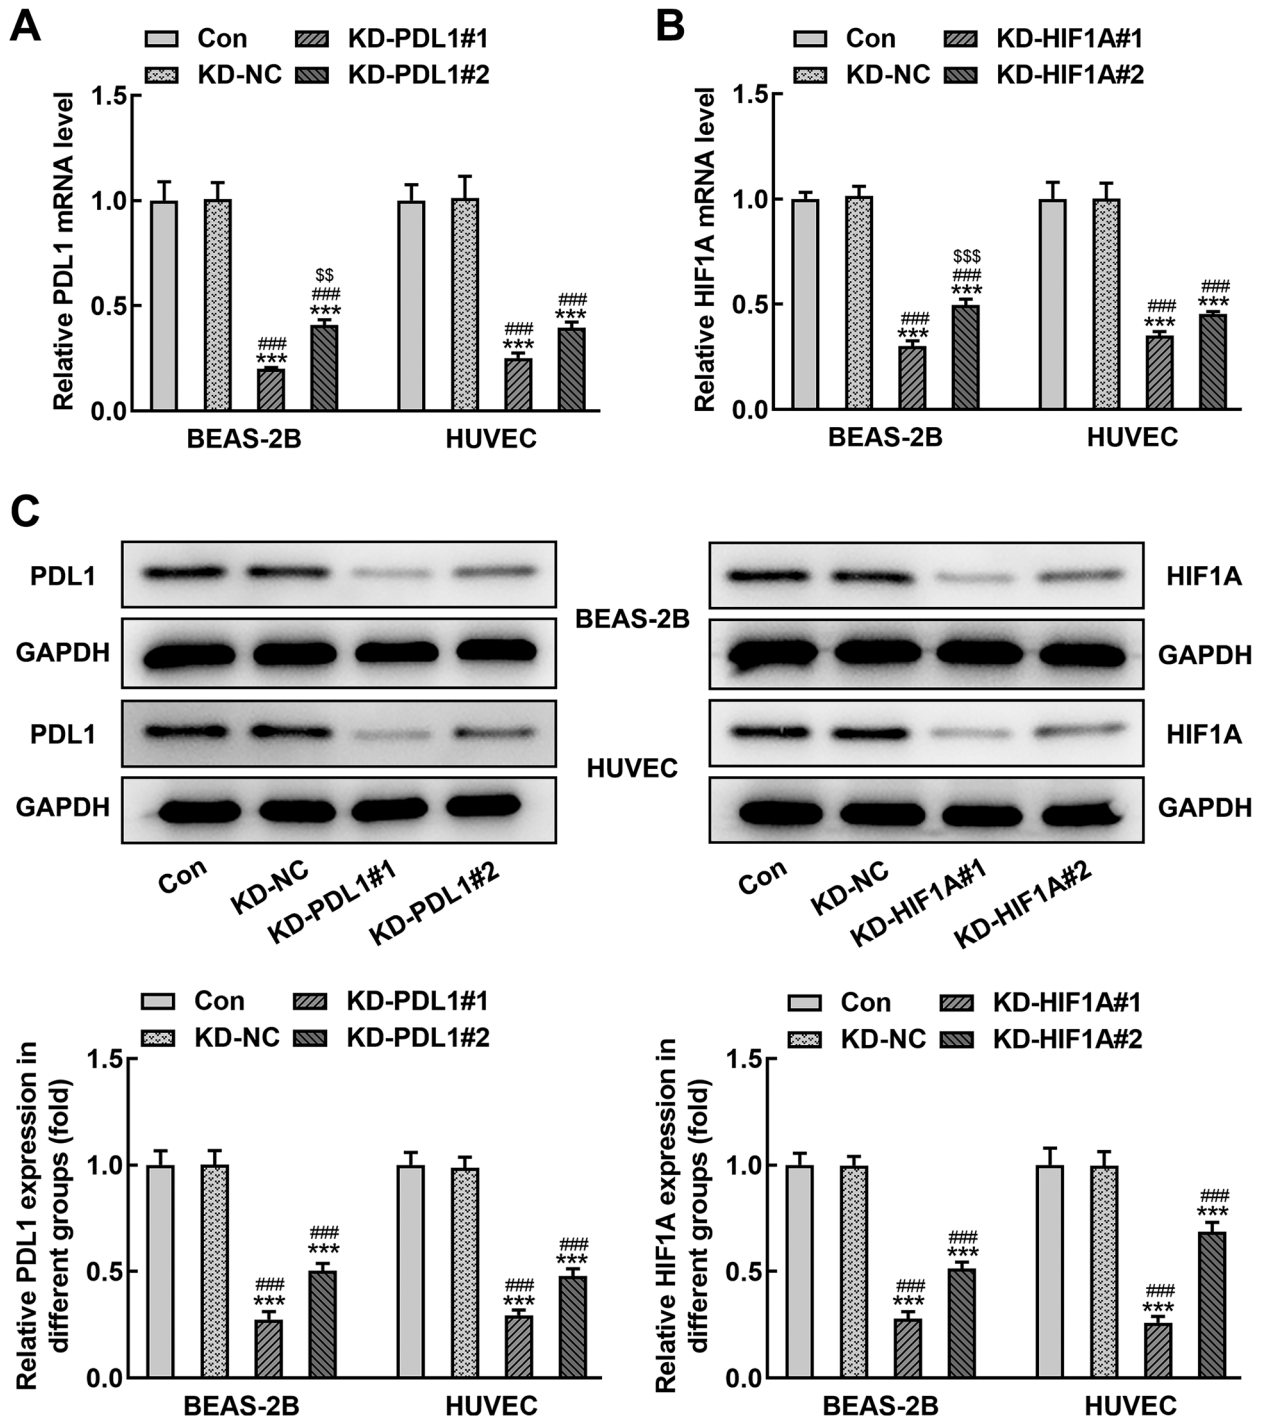 A
Con
KD-PDL1#1
KD-NC
KD-PDL1#2
Relative PDL1 mRNA level
1.5
1.0
0.5
0.0
###
***
$$
###
***
###
***
###
***
BEAS-2B
HUVEC
B
Con
KD-HIF1A#1
KD-NC
KD-HIF1A#2
Relative HIF1A mRNA level
1.5
1.0
0.5
0.0
###
***
$$$
###
***
###
***
###
***
BEAS-2B
HUVEC
C
PDL1
GAPDH
PDL1
GAPDH
BEAS-2B
HUVEC
HIF1A
GAPDH
HIF1A
GAPDH
Con
KD-NC
KD-PDL1#1
KD-PDL1#2
Con
KD-NC
KD-HIF1A#1
KD-HIF1A#2
Con
KD-PDL1#1
KD-NC
KD-PDL1#2
Relative PDL1 expression in
different groups (fold)
1.5
1.0
0.5
0.0
###
***
###
***
###
***
###
***
BEAS-2B
HUVEC
Con
KD-HIF1A#1
KD-NC
KD-HIF1A#2
Relative HIF1A expression in
different groups (fold)
1.5
1.0
0.5
0.0
###
***
###
***
###
***
###
***
BEAS-2B
HUVEC